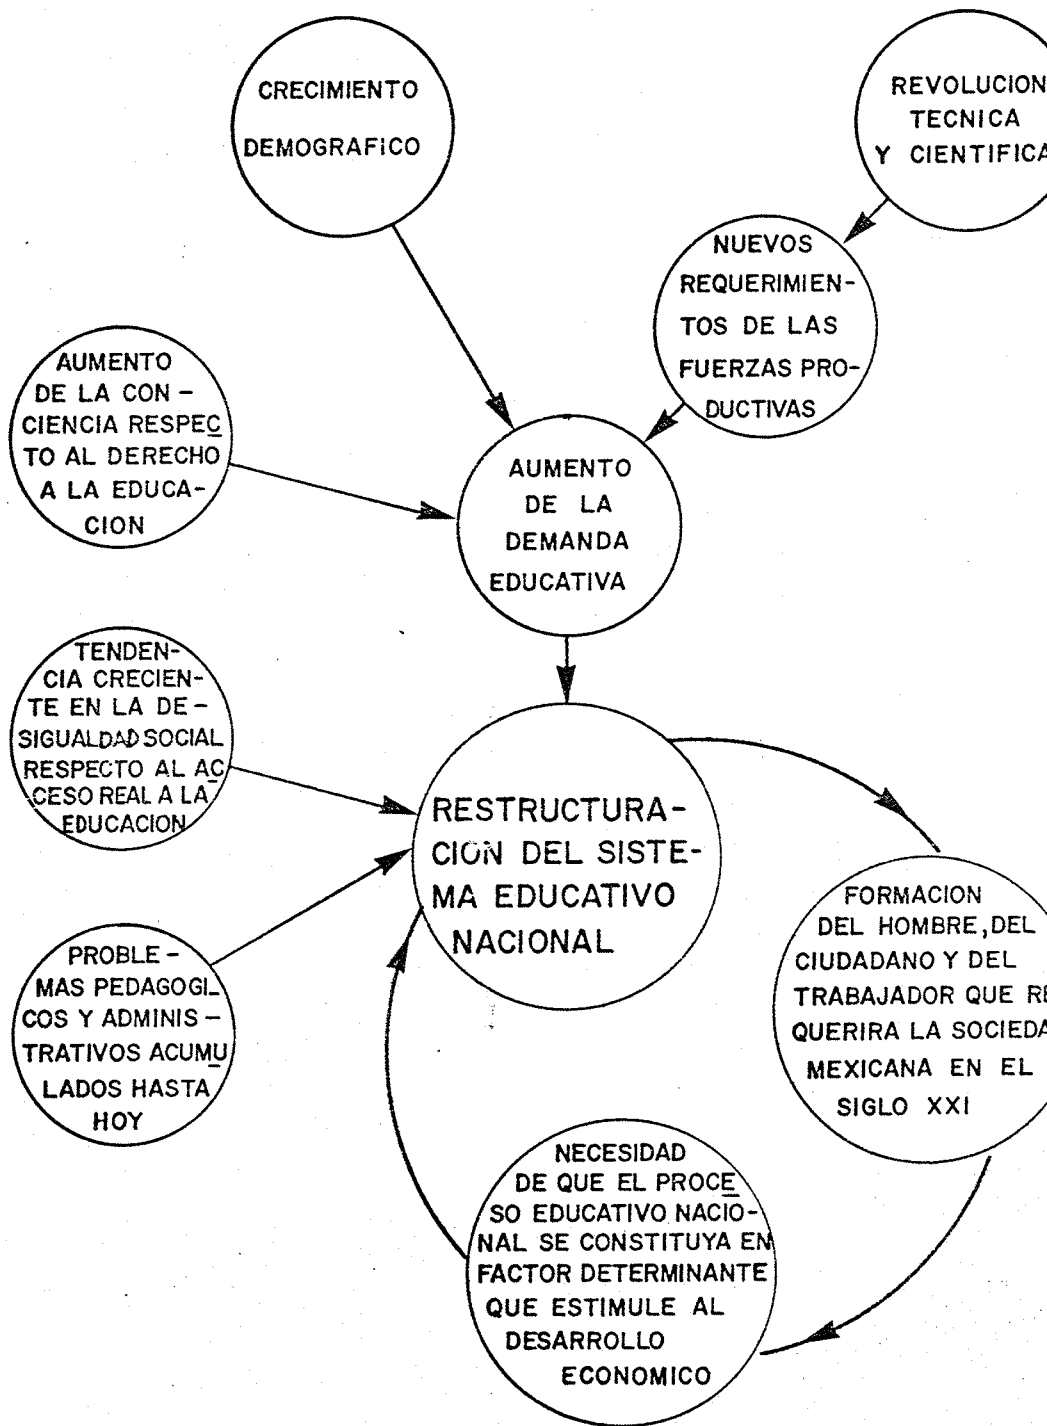 CRECIMIENTO
DEMOGRAFICO
REVOLUCION
TECNICA
Y CIENTIFICA
NUEVOS
REQUERIMIEN-
TOS DE LAS
FUERZAS PRO-
DUCTIVAS
AUMENTO
DE LA CON-
CIENCIA RESPEC
TO AL DERECHO
A LA EDUCA-
CION
AUMENTO
DE LA
DEMANDA
EDUCATIVA
TENDEN-
CIA CRECIEN-
TE EN LA DE-
SIGUALDAD SOCIAL
RESPECTO AL AC
CESO REAL A LA
EDUCACION
RESTRUCTURA-
CION DEL SISTE-
MA EDUCATIVO
NACIONAL
PROBLE-
MAS PEDAGOGI
COS Y ADMINIS-
TRATIVOS ACUMU
LADOS HASTA
HOY
FORMACION
DEL HOMBRE, DEL
CIUDADANO Y DEL
TRABAJADOR QUE RE
QUERIRA LA SOCIEDA
MEXICANA EN EL
SIGLO XXI
NECESIDAD
DE QUE EL PROCE
SO EDUCATIVO NACIO-
NAL SE CONSTITUYA EN
FACTOR DETERMINANTE
QUE ESTIMULE AL
DESARROLLO
ECONOMICO